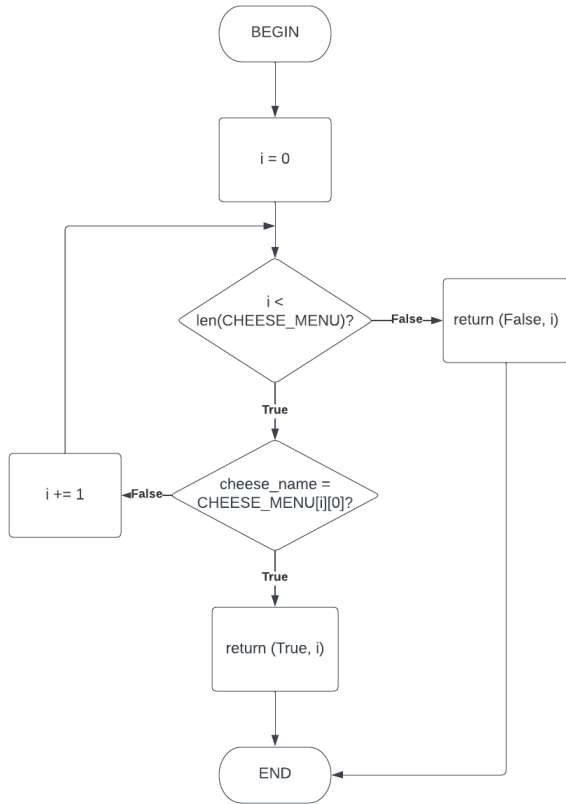 BEGIN
i = 0
i <
len(CHEESE_MENU)?
False
return (False, i)
True
cheese_name =
CHEESE_MENU[i][0]?
False
i += 1
True
return (True, i)
END